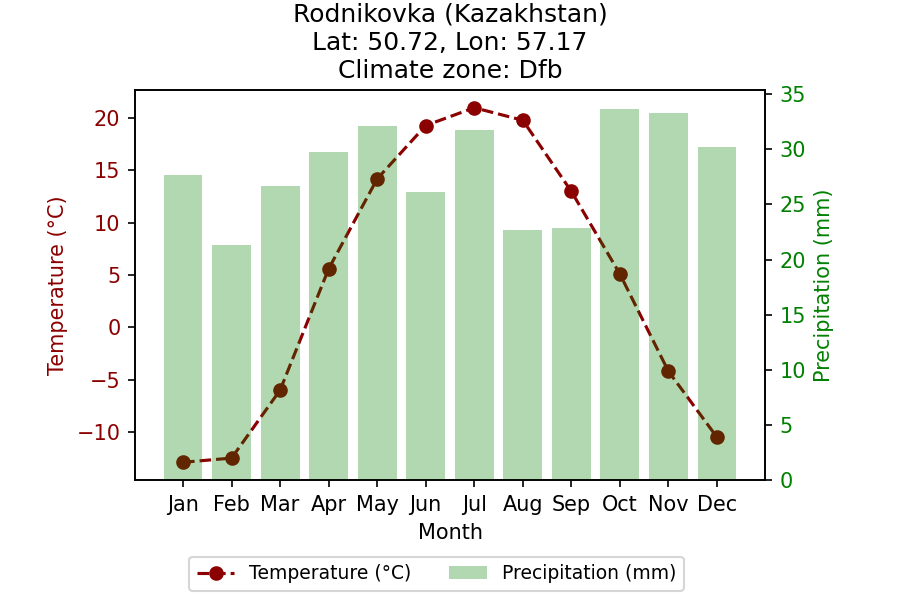 Rodnikovka (Kazakhstan)
Lat: 50.72, Lon: 57.17
Climate zone: Dfb
Temperature (°C)
20
15
10
5
0
−5
−10
35
30
25
20
15
10
5
0
Precipitation (mm)
Jan Feb Mar Apr May Jun Jul Aug Sep Oct Nov Dec
Month
Temperature (°C) Precipitation (mm)